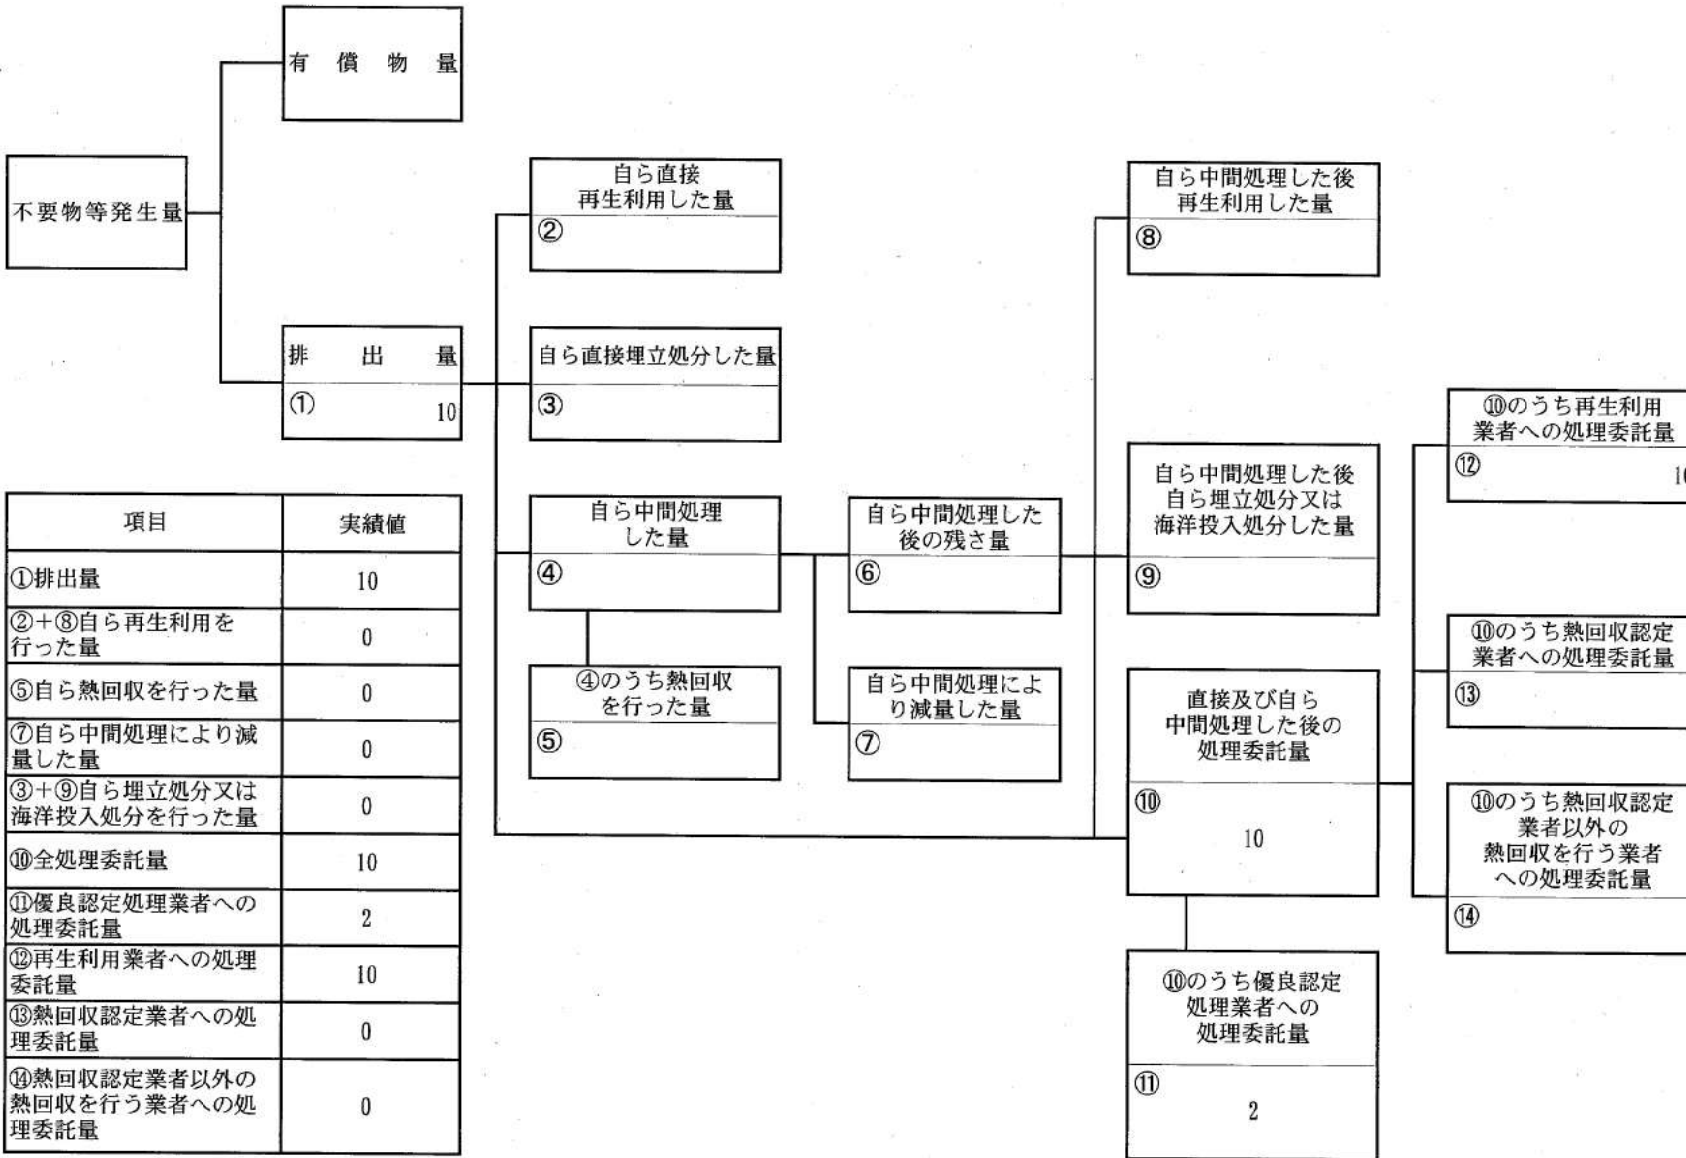 有償物量
不要物等発生量
排出量
① 10
自ら直接
再生利用した量
②
自ら直接埋立処分した量
③
自ら中間処理
した量
④
④のうち熱回収
を行った量
⑤
自ら中間処理した
後の残さ量
⑥
自ら中間処理によ
り減量した量
⑦
自ら中間処理した後
再生利用した量
⑧
自ら中間処理した後
自ら埋立処分又は
海洋投入処分した量
⑨
直接及び自ら
中間処理した後の
処理委託量
⑩
10
⑩のうち優良認定
処理業者への
処理委託量
⑪
2
⑩のうち再生利用
業者への処理委託量
⑫
⑩のうち熱回収認定
業者への処理委託量
⑬
⑩のうち熱回収認定
業者以外の
熱回収を行う業者
への処理委託量
⑭
項目 実績値
①排出量 10
②+⑧自ら再生利用を
行った量 0
⑤自ら熱回収を行った量 0
⑦自ら中間処理により減
量した量 0
③+⑨自ら埋立処分又は
海洋投入処分を行った量 0
⑩全処理委託量 10
⑪優良認定処理業者への
処理委託量 2
⑫再生利用業者への処理
委託量 10
⑬熱回収認定業者への処
理委託量 0
⑭熱回収認定業者以外の
熱回収を行う業者への処
理委託量 0